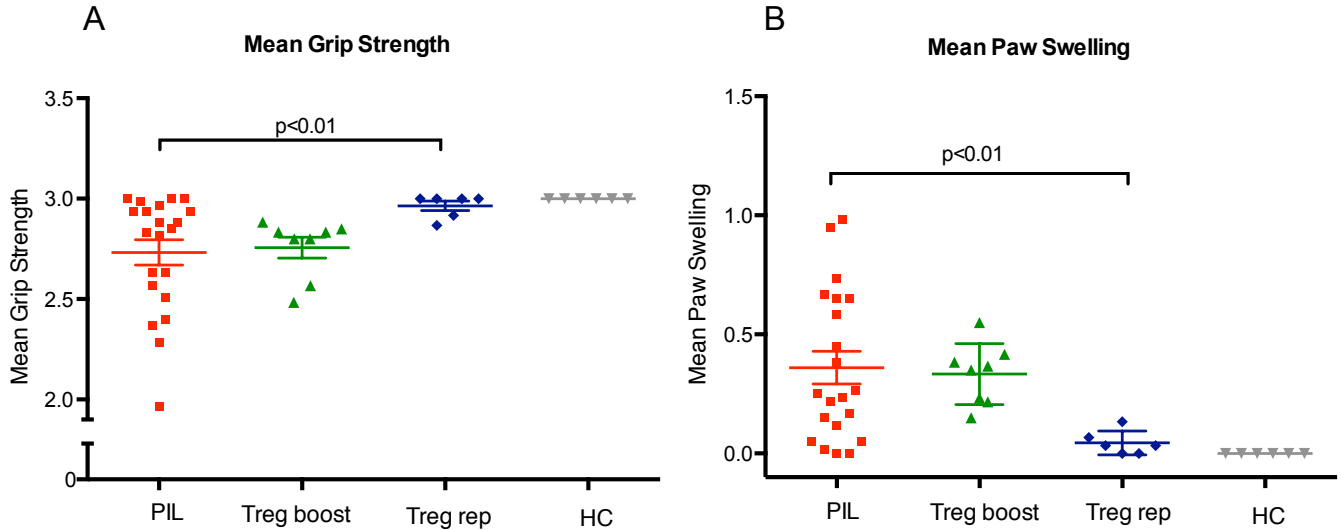 A
Mean Grip Strength
Mean Grip Strength
3.5
3.0
2.5
2.0
0
p<0.01
PIL
Treg boost
Treg rep
HC
B
Mean Paw Swelling
Mean Paw Swelling
1.5
1.0
0.5
0.0
p<0.01
PIL
Treg boost
Treg rep
HC